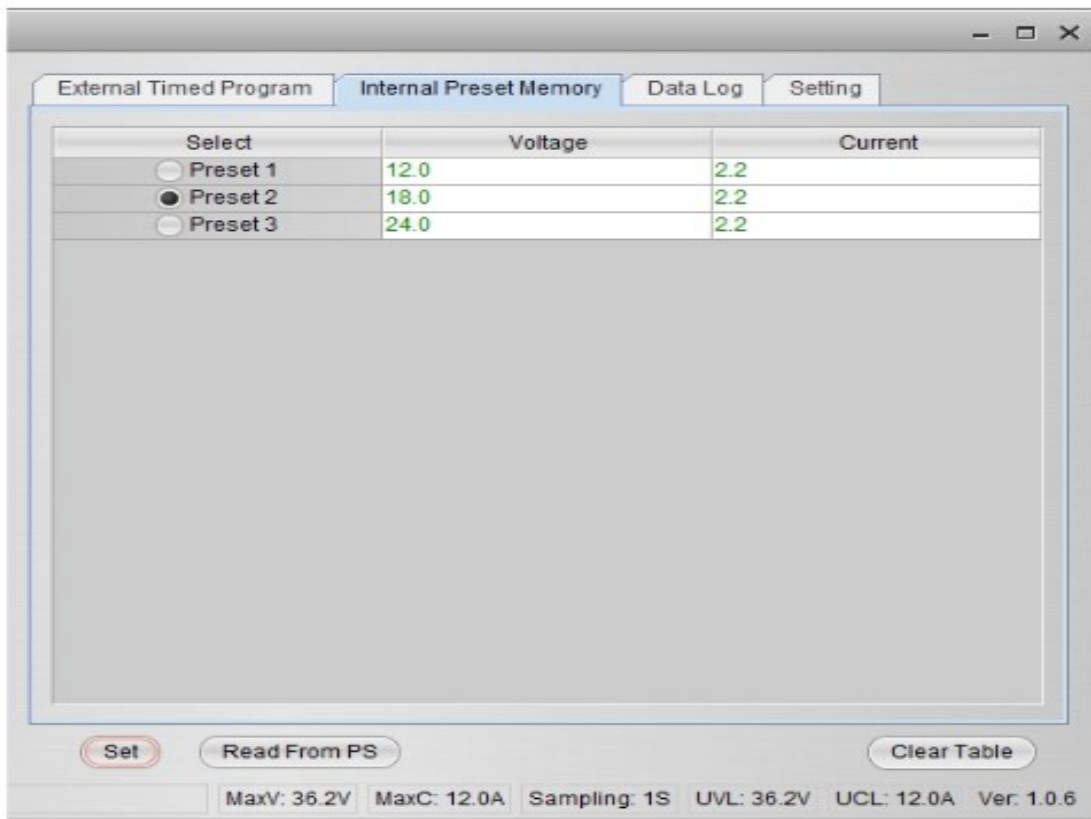 External Timed Program Internal Preset Memory Data Log Setting
Select Voltage Current
Preset 1 12.0 2.2
Preset 2 18.0 2.2
Preset 3 24.0 2.2
Set Read From PS Clear Table
MaxV: 36.2V MaxC: 12.0A Sampling: 1S UVL: 36.2V UCL: 12.0A Ver: 1.0.6